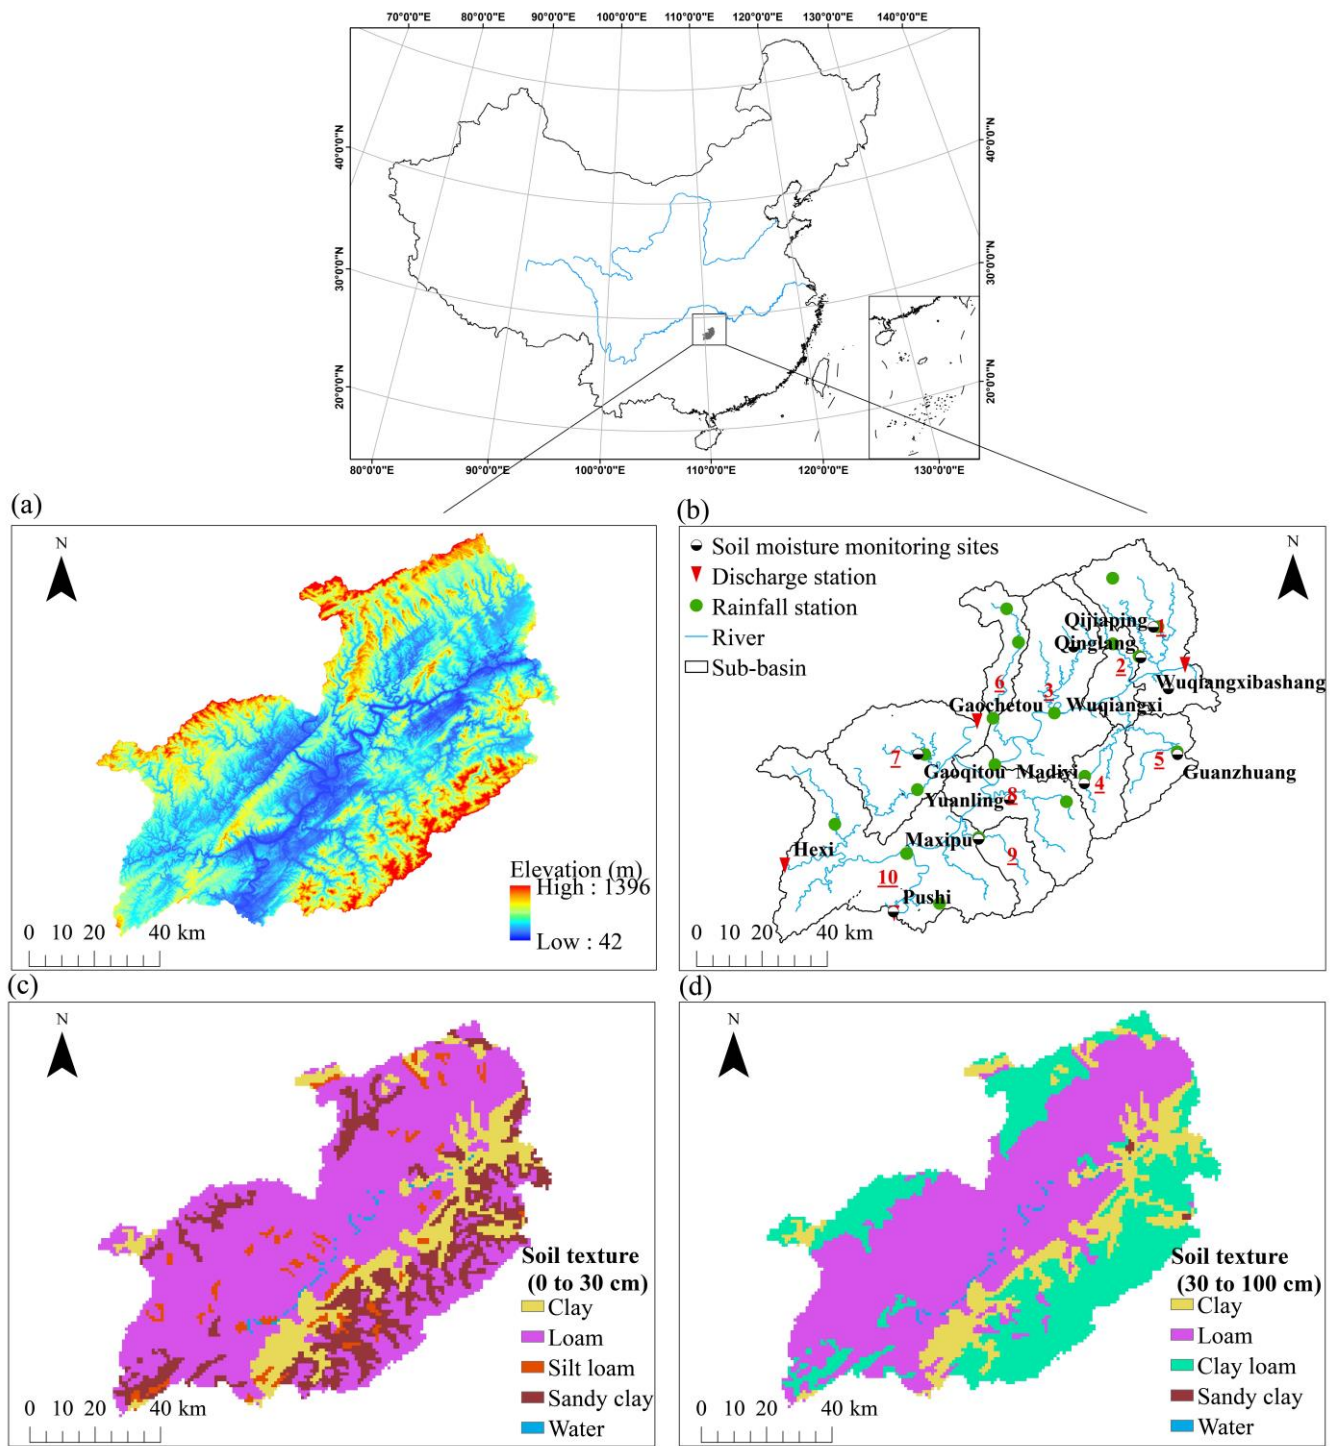 70°0'0"E 80°0'0"E 90°0'0"E 100°0'0"E 110°0'0"E 120°0'0"E 130°0'0"E 140°0'0"E
40°0'0"N
30°0'0"N
20°0'0"N
40°0'0"N
30°0'0"N
20°0'0"N
80°0'0"E 90°0'0"E 100°0'0"E 110°0'0"E 120°0'0"E 130°0'0"E
(a)
N
Elevation (m)
High : 1396
Low : 42
0 10 20 40 km
(b)
Soil moisture monitoring sites
Discharge station
Rainfall station
River
Sub-basin
N
Qijiaping
1
Qinglang
2
Wuqiangxibashang
6
3
Gaochetou
Wuqiangxi
7
Gaoqitou
Madiyi
4
5
Guanzhuang
Yuanling
8
Hexi
Maxipu
9
10
Pushi
0 10 20 40 km
(c)
N
Soil texture
(0 to 30 cm)
Clay
Loam
Silt loam
Sandy clay
Water
0 10 20 40 km
(d)
N
Soil texture
(30 to 100 cm)
Clay
Loam
Clay loam
Sandy clay
Water
0 10 20 40 km